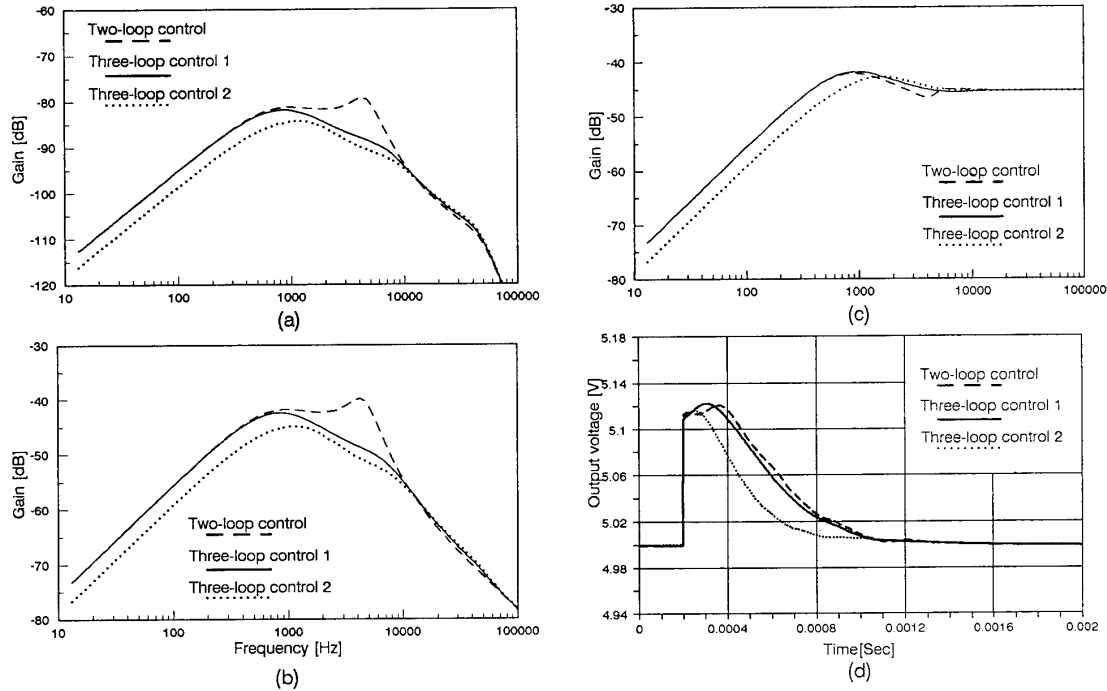 -60
-70
-80
-90
-100
-110
-120
Gain [dB]
Two-loop control
Three-loop control 1
Three-loop control 2
10
100
1000
10000
100000
(a)
-30
-40
-50
-60
-70
-80
Gain [dB]
Two-loop control
Three-loop control 1
Three-loop control 2
10
100
1000
10000
100000
Frequency [Hz]
(b)
-30
-40
-50
-60
-70
-80
Gain [dB]
Two-loop control
Three-loop control 1
Three-loop control 2
10
100
1000
10000
100000
(c)
5.18
5.14
5.1
5.06
5.02
4.98
4.94
Output voltage [V]
Two-loop control
Three-loop control 1
Three-loop control 2
0
0.0004
0.0008
0.0012
0.0016
0.002
Time[Sec]
(d)